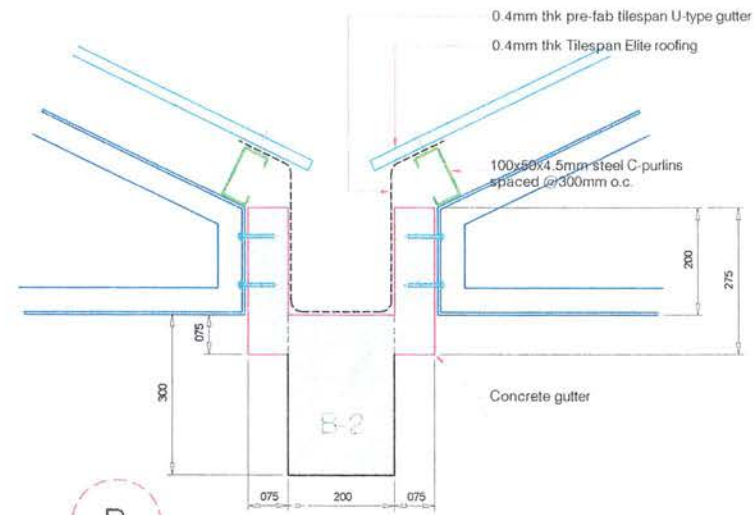 0.4mm thk pre-fab tilespan U-type gutter
0.4mm thk Tilespan Elite roofing
100x50x4.5mm steel C-purlins
spaced @300mm o.c.
200
275
075
300
Concrete gutter
B-2
075
200
075